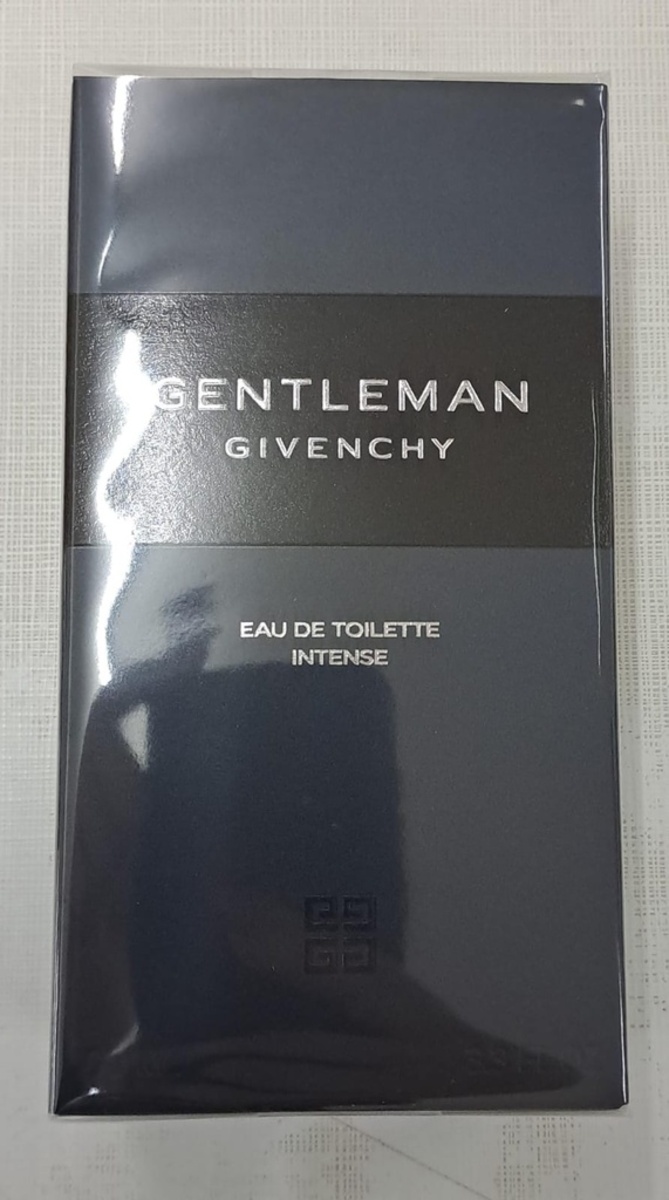 GENTLEMAN
GIVENCHY
EAU DE TOILETTE
INTENSE